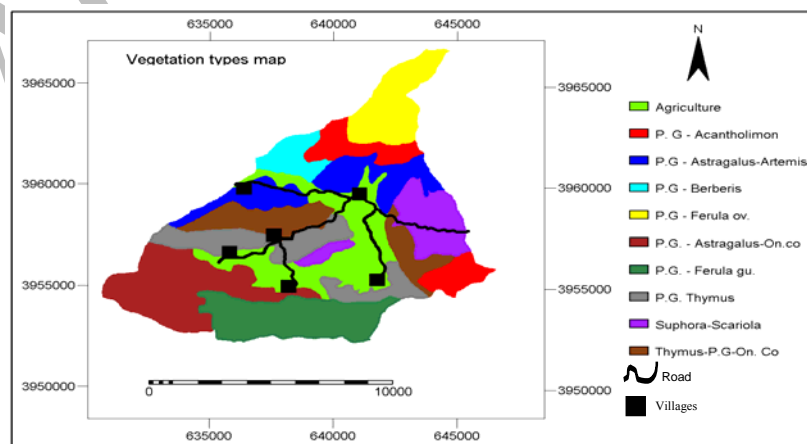 635000 640000 645000
Vegetation types map
N
3965000
3965000
3960000
3960000
3955000
3955000
3950000
3950000
Agriculture
P. G - Acantholimon
P.G - Astragalus-Artemis
P.G - Berberis
P.G - Ferula ov.
P.G. - Astragalus-On.co
P.G. - Ferula gu.
P.G. Thymus
Suphora-Scariola
Thymus-P.G-On. Co
Road
Villages
0 10000
635000 640000 645000